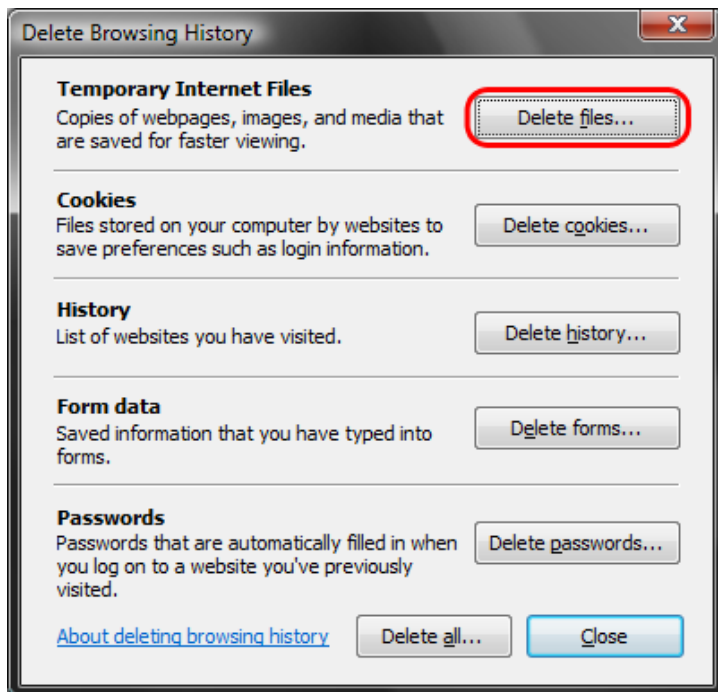 Delete Browsing History
Temporary Internet Files
Copies of webpages, images, and media that
are saved for faster viewing.
Delete files...
Cookies
Files stored on your computer by websites to
save preferences such as login information.
Delete cookies...
History
List of websites you have visited.
Delete history...
Form data
Saved information that you have typed into
forms.
Delete forms...
Passwords
Passwords that are automatically filled in when
you log on to a website you've previously
visited.
Delete passwords...
About deleting browsing history
Delete all...
Close